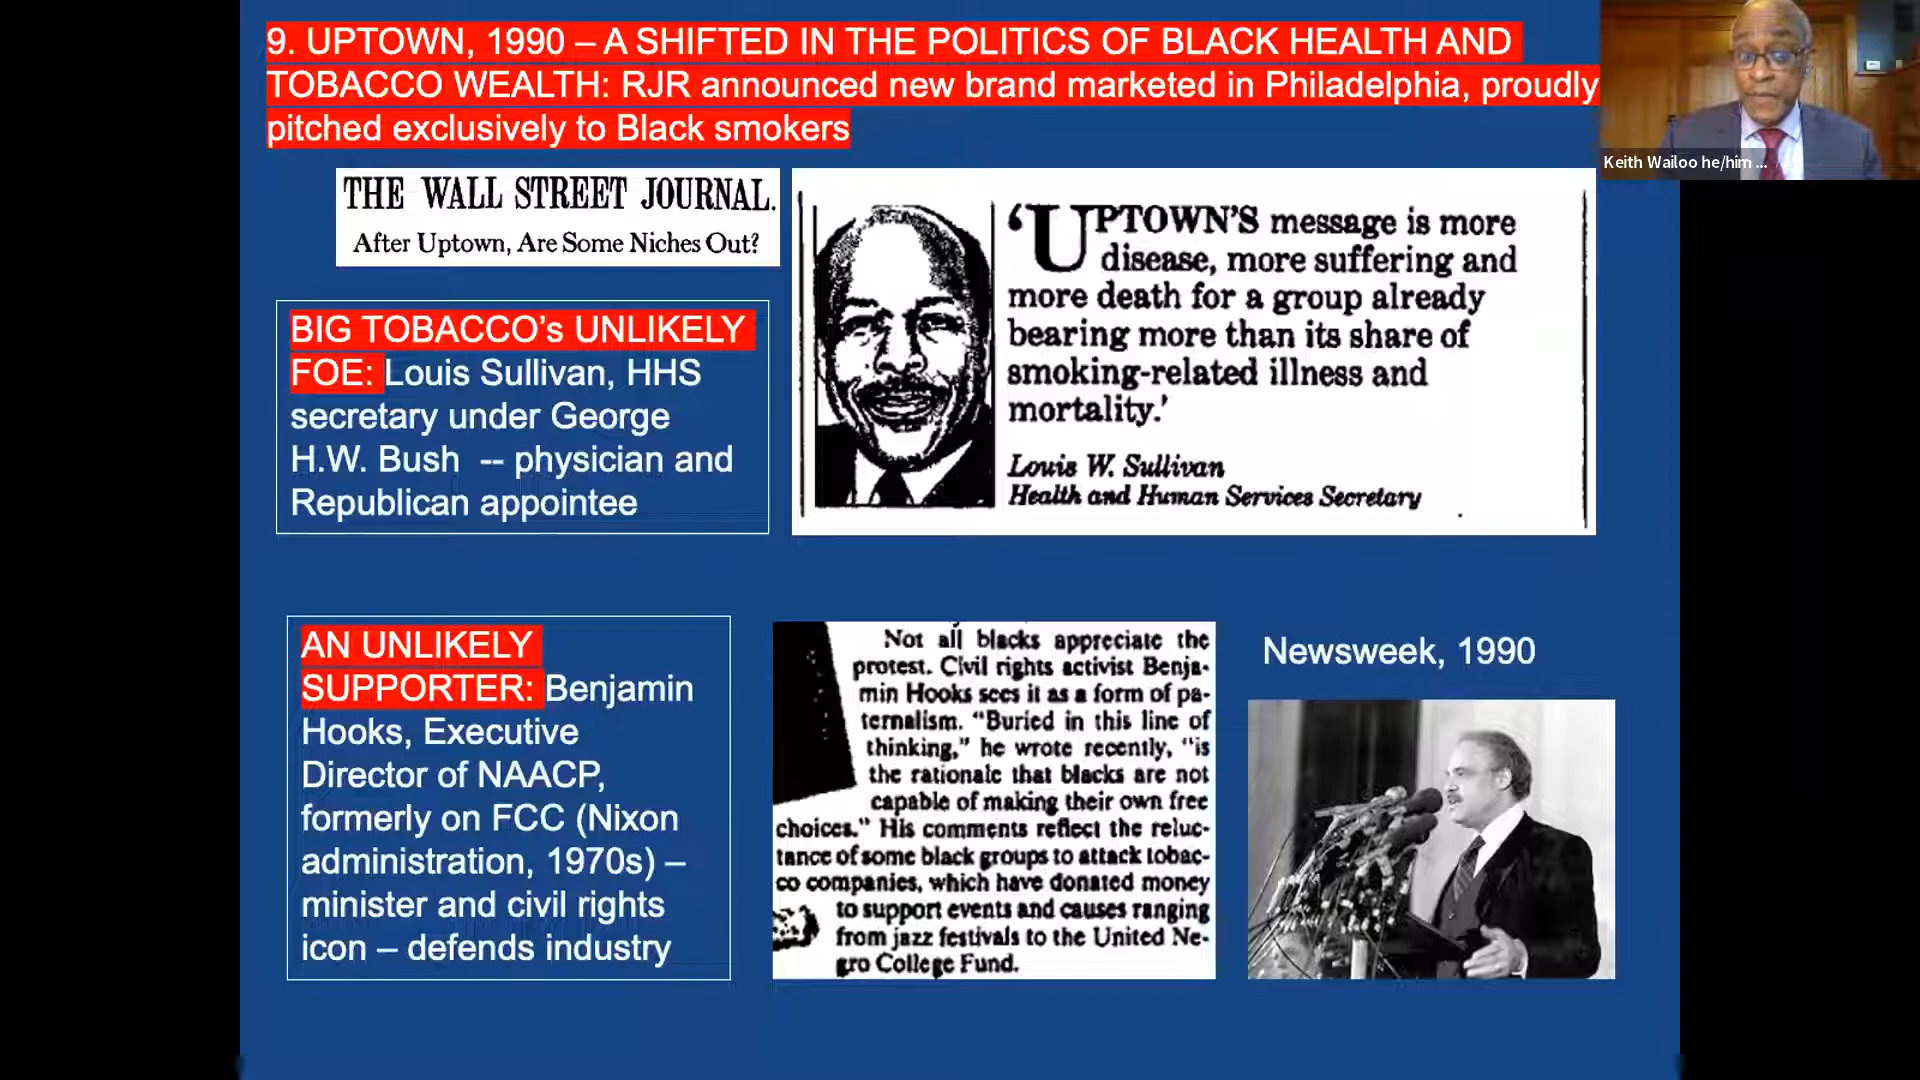 9. UPTOWN, 1990 – A SHIFTED IN THE POLITICS OF BLACK HEALTH AND
TOBACCO WEALTH: RJR announced new brand marketed in Philadelphia, proudly
pitched exclusively to Black smokers
Keith Wailoo he/him ...
THE WALL STREET JOURNAL.
After Uptown, Are Some Niches Out?
BIG TOBACCO's UNLIKELY
FOE: Louis Sullivan, HHS
secretary under George
H.W. Bush -- physician and
Republican appointee
'UPTOWN'S message is more
disease, more suffering and
more death for a group already
bearing more than its share of
smoking-related illness and
mortality.'
Louis W. Sullivan
Health and Human Services Secretary
AN UNLIKELY
SUPPORTER: Benjamin
Hooks, Executive
Director of NAACP,
formerly on FCC (Nixon
administration, 1970s) –
minister and civil rights
icon – defends industry
Not all blacks appreciate the
protest. Civil rights activist Benja-
min Hooks sees it as a form of pa-
ternalism. "Buried in this line of
thinking," he wrote recently, "is
the rationale that blacks are not
capable of making their own free
choices." His comments reflect the reluc-
tance of some black groups to attack tobac-
co companies, which have donated money
to support events and causes ranging
from jazz festivals to the United Ne-
gro College Fund.
Newsweek, 1990